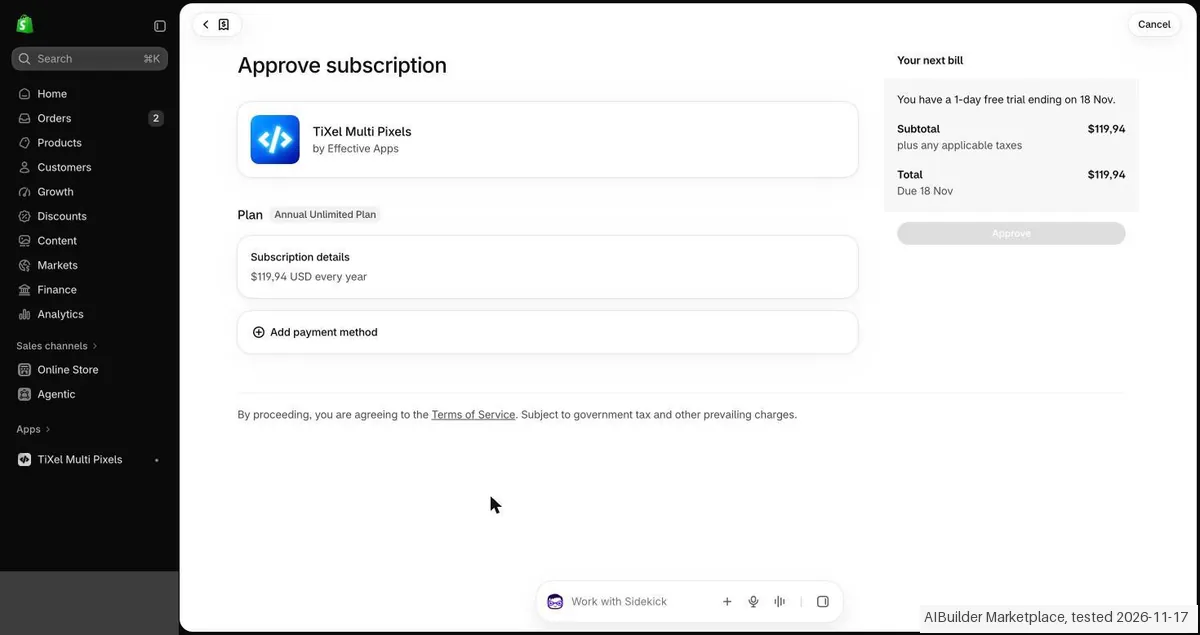 Search ⌘K
Home
Orders 2
Products
Customers
Growth
Discounts
Content
Markets
Finance
Analytics
Sales channels
Online Store
Agentic
Apps
TiXel Multi Pixels
Cancel
Approve subscription
TiXel Multi Pixels
by Effective Apps
Plan Annual Unlimited Plan
Subscription details
$119,94 USD every year
Add payment method
By proceeding, you are agreeing to the Terms of Service. Subject to government tax and other prevailing charges.
Your next bill
You have a 1-day free trial ending on 18 Nov.
Subtotal $119,94
plus any applicable taxes
Total $119,94
Due 18 Nov
Approve
Work with Sidekick
AIBuilder Marketplace, tested 2026-11-17